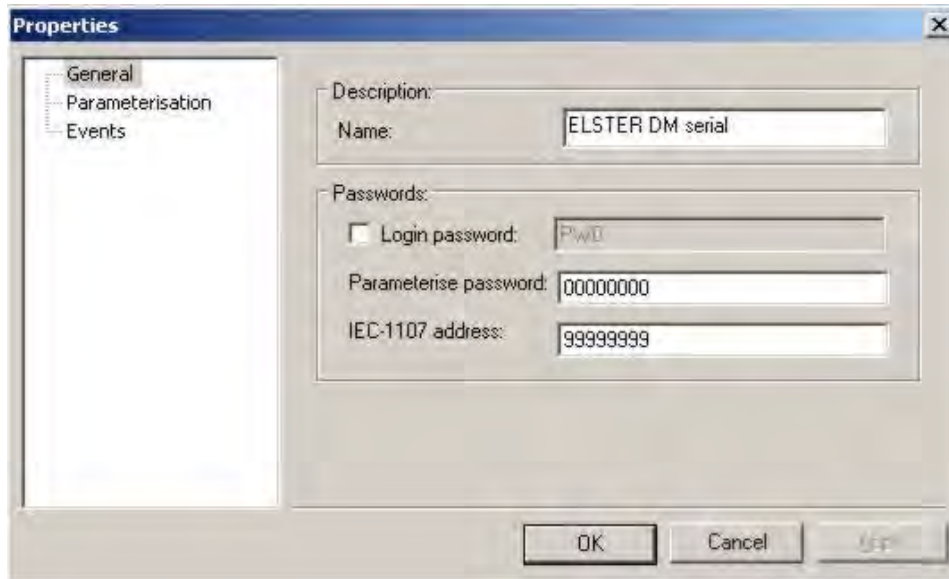 Properties
General
Parameterisation
Events
Description:
Name:
ELSTER DM serial
Passwords:
Login password:
PWD
Parameterise password:
00000000
IEC-1107 address:
99999999
OK
Cancel